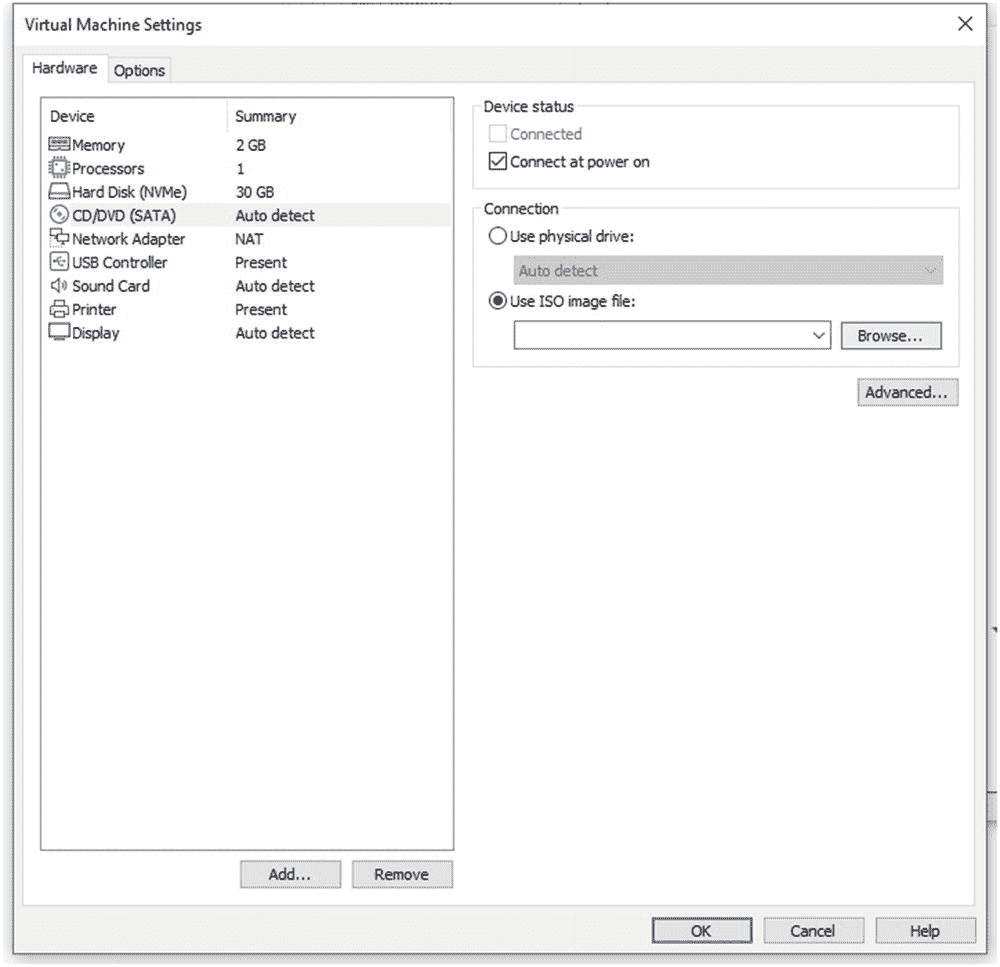 Virtual Machine Settings
Hardware
Options
Device Summary
Memory 2 GB
Processors 1
Hard Disk (NVMe) 30 GB
CD/DVD (SATA) Auto detect
Network Adapter NAT
USB Controller Present
Sound Card Auto detect
Printer Present
Display Auto detect
Add...
Remove
Device status
Connected
Connect at power on
Connection
Use physical drive:
Auto detect
Use ISO image file:
Browse...
Advanced...
OK
Cancel
Help